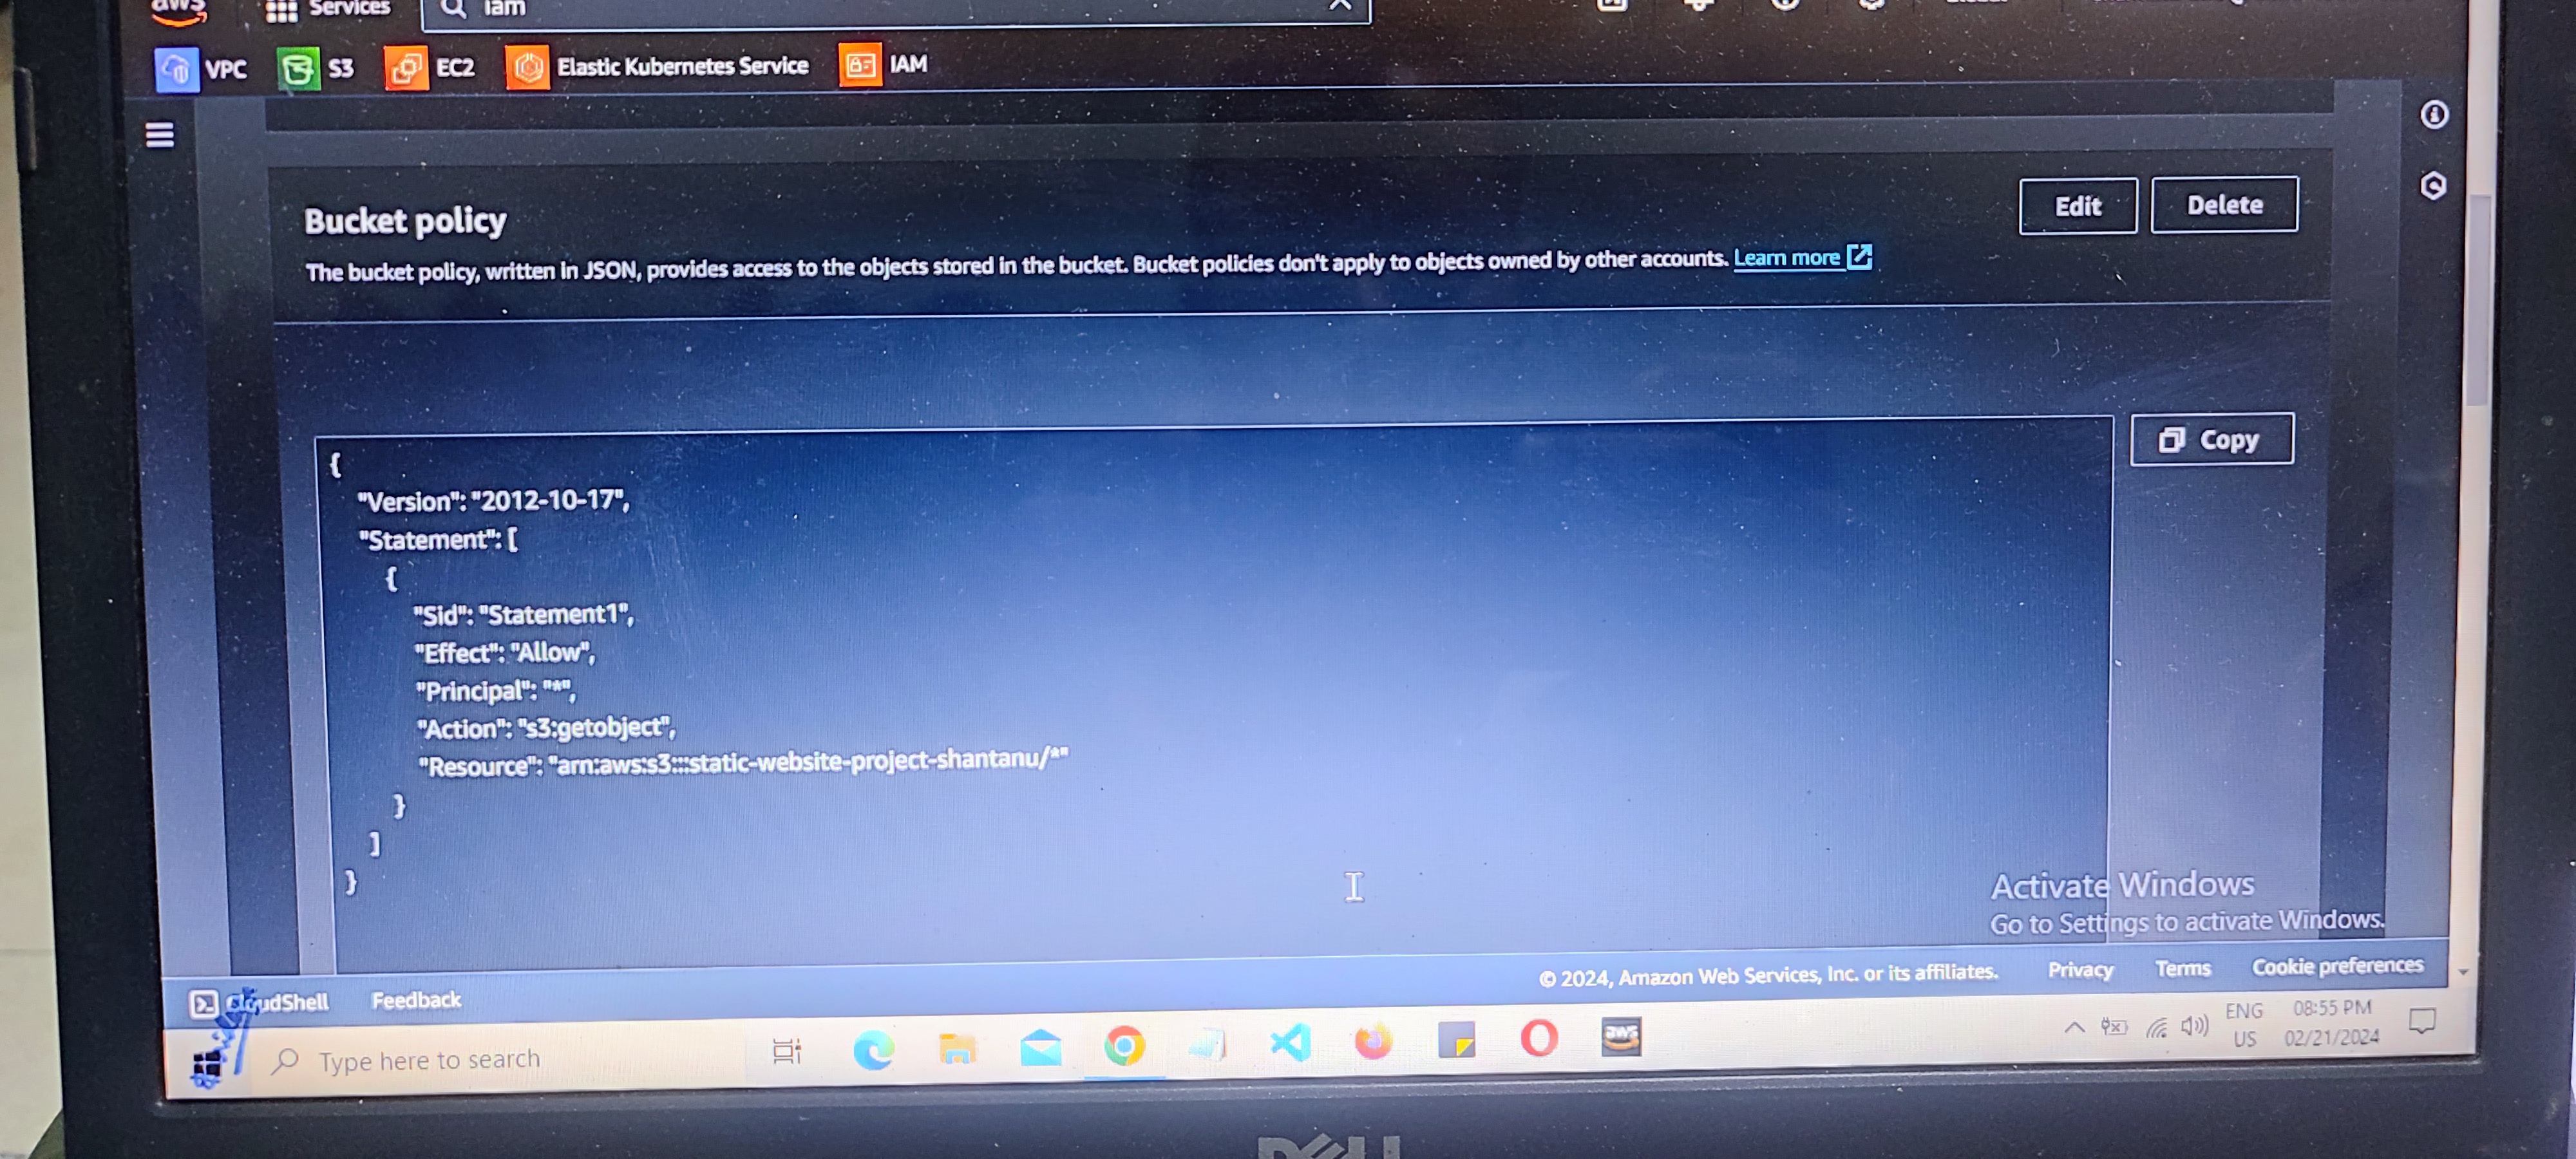 aws Services iam
VPC S3 EC2 Elastic Kubernetes Service IAM
Bucket policy
Edit Delete
The bucket policy, written in JSON, provides access to the objects stored in the bucket. Bucket policies don't apply to objects owned by other accounts. Learn more
Copy
{
"Version": "2012-10-17",
"Statement": [
{
"Sid": "Statement1",
"Effect": "Allow",
"Principal": "*",
"Action": "s3:getobject",
"Resource": "arn:aws:s3:::static-website-project-shantanu/*"
}
]
}
Activate Windows
Go to Settings to activate Windows.
CloudShell Feedback © 2024, Amazon Web Services, Inc. or its affiliates. Privacy Terms Cookie preferences
Type here to search aws ENG 08:55 PM
US 02/21/2024
DELL